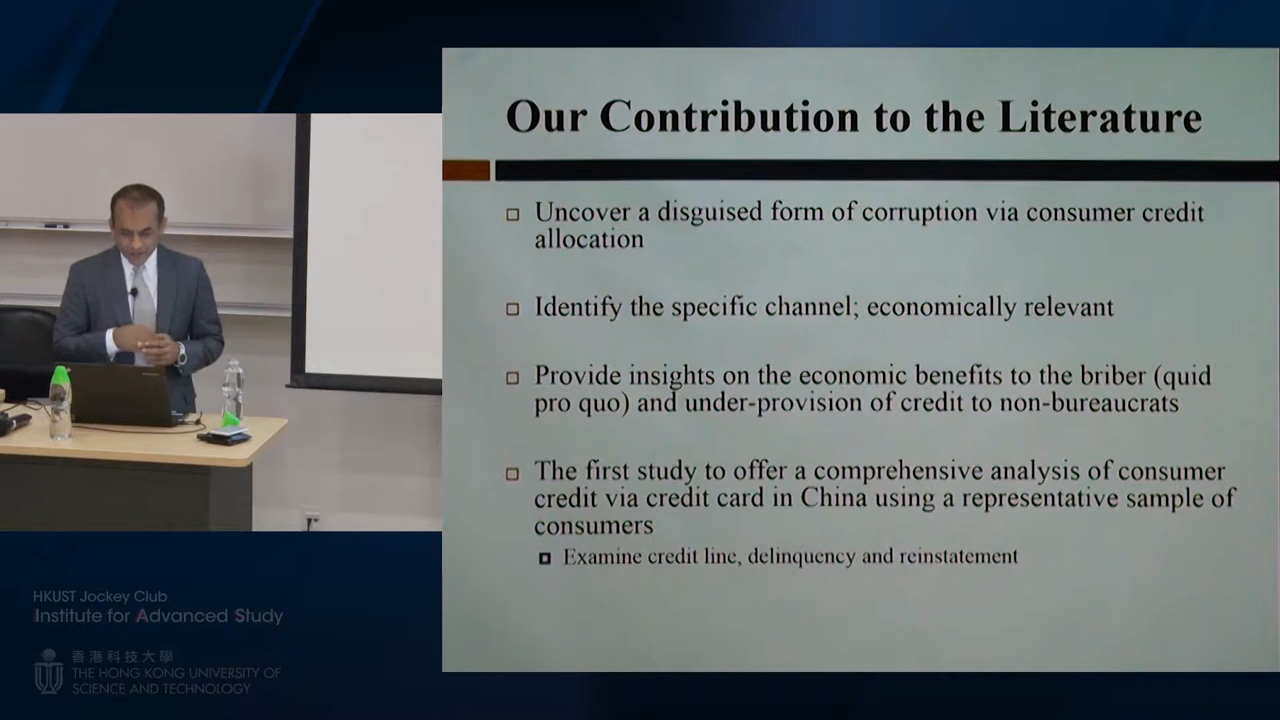 Our Contribution to the Literature
Uncover a disguised form of corruption via consumer credit
allocation
Identify the specific channel; economically relevant
Provide insights on the economic benefits to the briber (quid
pro quo) and under-provision of credit to non-bureaucrats
The first study to offer a comprehensive analysis of consumer
credit via credit card in China using a representative sample of
consumers
Examine credit line, delinquency and reinstatement
HKUST Jockey Club
Institute for Advanced Study
香港科技大學
THE HONG KONG UNIVERSITY OF
SCIENCE AND TECHNOLOGY